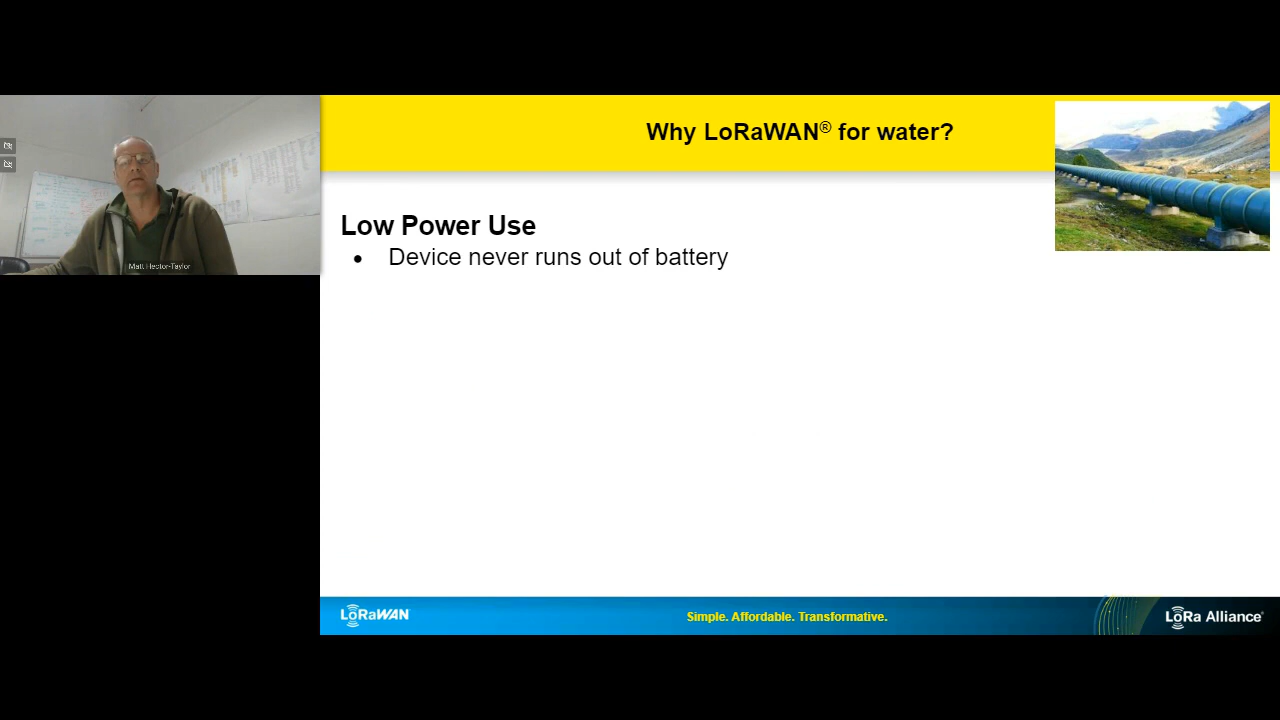 Why LoRaWAN® for water?
Low Power Use
• Device never runs out of battery
Matt Hector-Taylor
LoRaWAN
Simple. Affordable. Transformative.
LoRa Alliance®